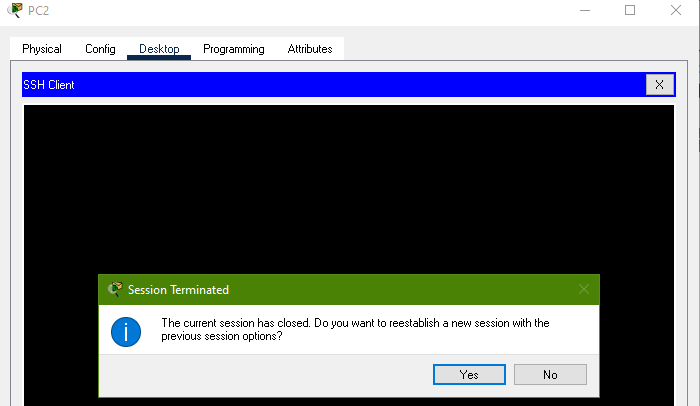 PC2
Physical Config Desktop Programming Attributes
SSH Client X
Session Terminated
The current session has closed. Do you want to reestablish a new session with the
previous session options?
Yes No